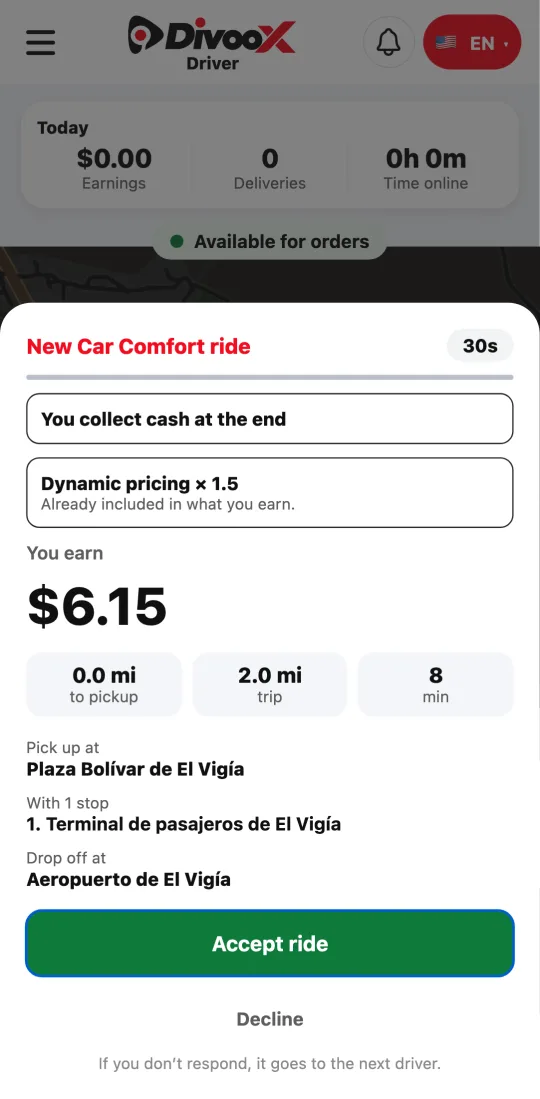 DivooX
Driver
EN
Today
$0.00
Earnings
0
Deliveries
0h 0m
Time online
Available for orders
New Car Comfort ride
30s
You collect cash at the end
Dynamic pricing × 1.5
Already included in what you earn.
You earn
$6.15
0.0 mi
to pickup
2.0 mi
trip
8
min
Pick up at
Plaza Bolívar de El Vigía
With 1 stop
1. Terminal de pasajeros de El Vigía
Drop off at
Aeropuerto de El Vigía
Accept ride
Decline
If you don’t respond, it goes to the next driver.